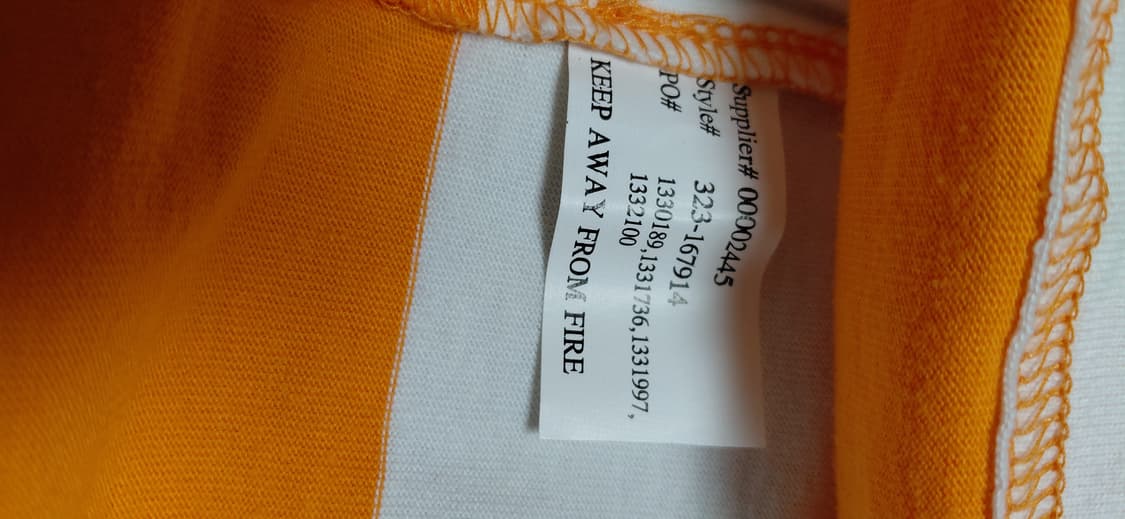 Supplier# 00002445
Style# 323-167914
PO# 1330189,1331736,1331997,
1332100
KEEP AWAY FROM FIRE